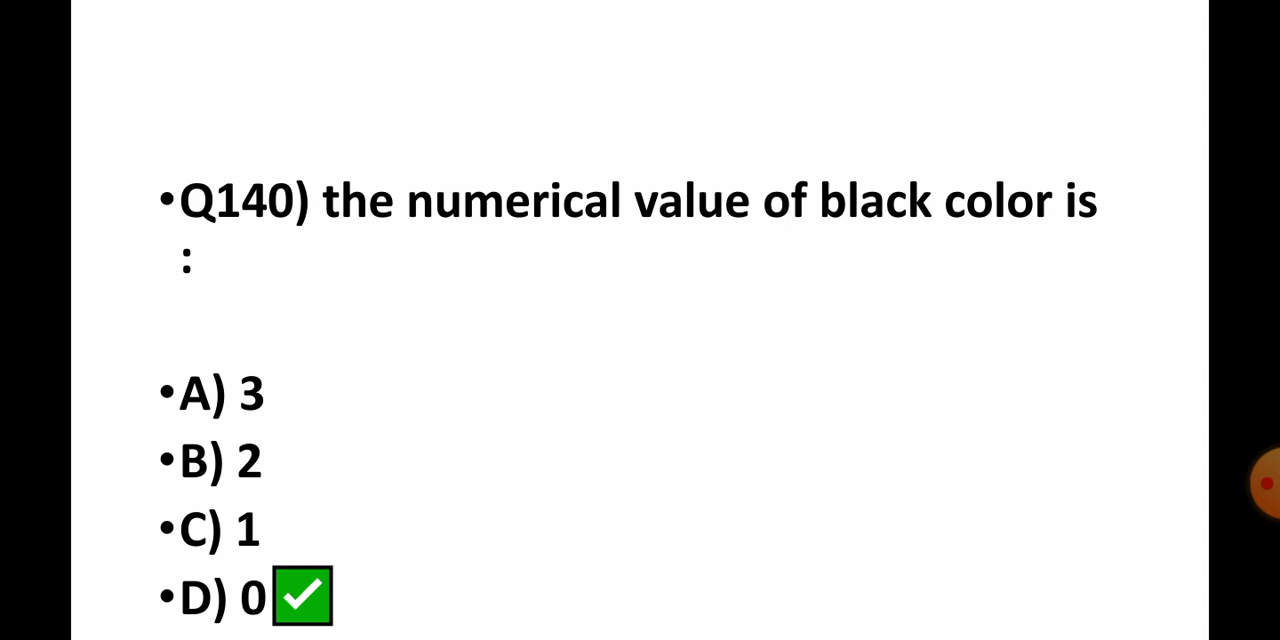 •Q140) the numerical value of black color is
:
•A) 3
•B) 2
•C) 1
•D) 0 ✅